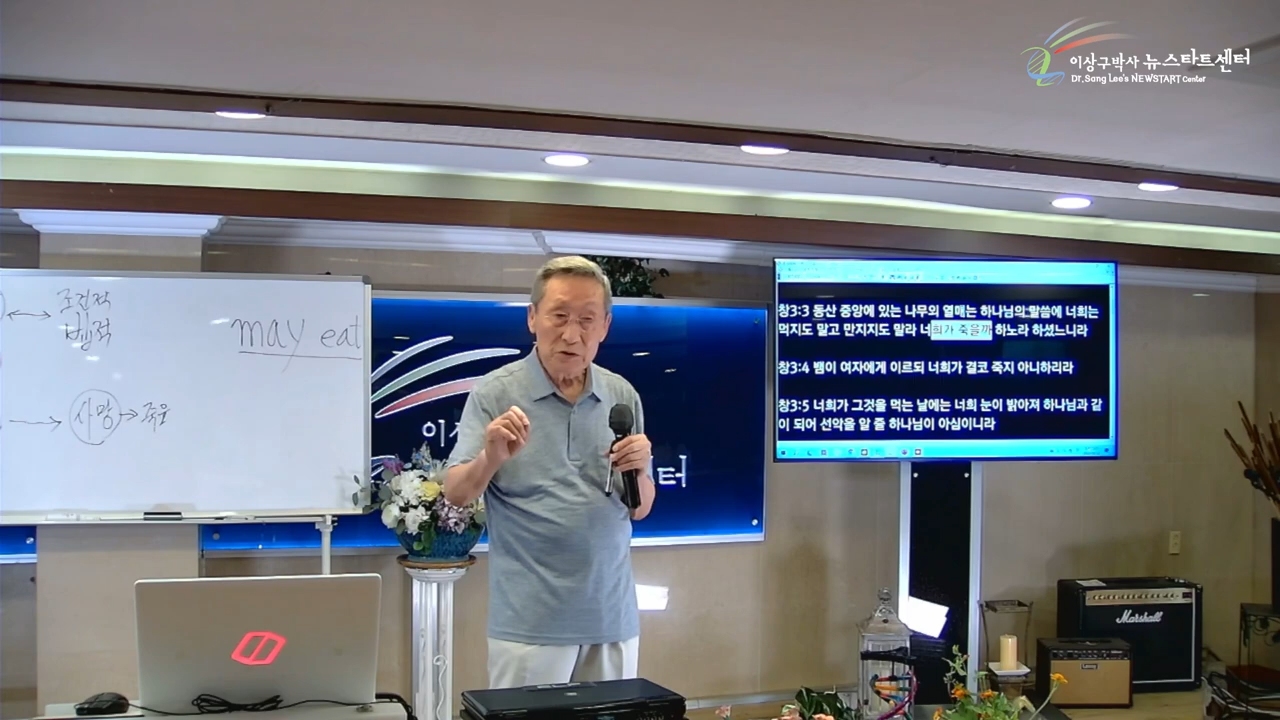 이상구박사 뉴스타트센터
Dr. Sang Lee's NEWSTART Center
조건적
법적
may eat
사망
창3:3 동산 중앙에 있는 나무의 열매는 하나님의 말씀에 너희는
먹지도 말고 만지지도 말라 너희가 죽을까 하노라 하셨느니라
창3:4 뱀이 여자에게 이르되 너희가 결코 죽지 아니하리라
창3:5 너희가 그것을 먹는 날에는 너희 눈이 밝아져 하나님과 같
이 되어 선악을 알 줄 하나님이 아심이니라
이상
터
Marshall